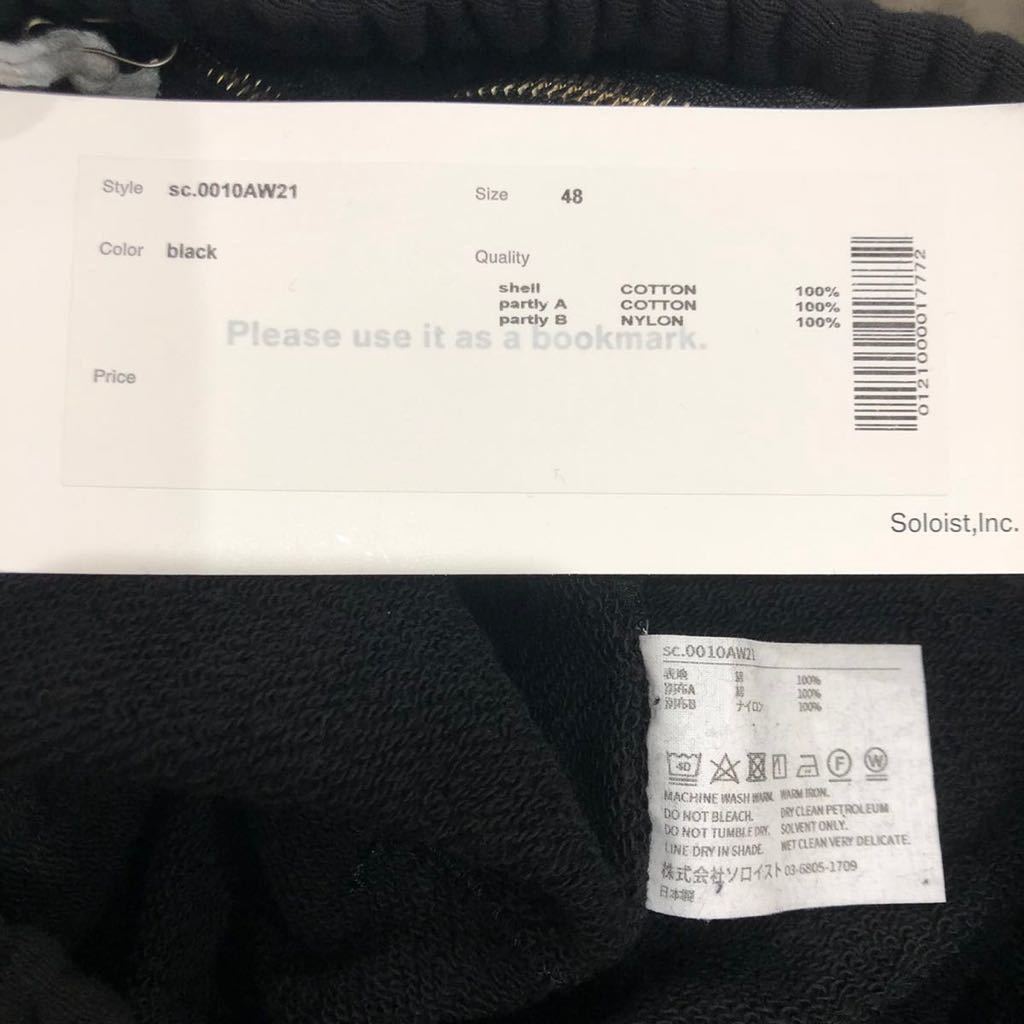 Style sc.0010AW21
Size 48
Color black
Quality
shell COTTON 100%
partly A COTTON 100%
partly B NYLON 100%
Please use it as a bookmark.
Price
0121000017772
Soloist,Inc.
sc.0010AW21
表地 綿 100%
別布A 綿 100%
別布B ナイロン 100%
40 F W
MACHINE WASH WARM. WARM IRON.
DO NOT BLEACH. DRY CLEAN PETROLEUM
DO NOT TUMBLE DRY. SOLVENT ONLY.
LINE DRY IN SHADE. WET CLEAN VERY DELICATE.
株式会社ソロイスト 03-6805-1709
日本製